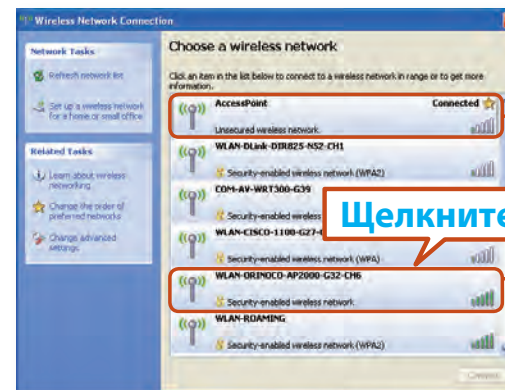 Wireless Network Connection
Network Tasks
Refresh network list
Set up a wireless network
for a home or small office
Related Tasks
Learn about wireless
networking
Change the order of
preferred networks
Change advanced
settings
Choose a wireless network
Click an item in the list below to connect to a wireless network in range or to get more
information.
AccessPoint
Connected
Unsecured wireless network
WLAN-DLink-DIR825-N52-CH1
Security-enabled wireless network (WPA2)
COM-AV-WRT300-G39
Security-enabled wireless
Щелкните
WLAN-CISCO-1100-G27-
Security-enabled wireless network (WPA)
WLAN-ORINOCO-AP2000-G32-CH6
Security-enabled wireless network
WLAN-ROAMING
Security-enabled wireless network (WPA2)
Connect